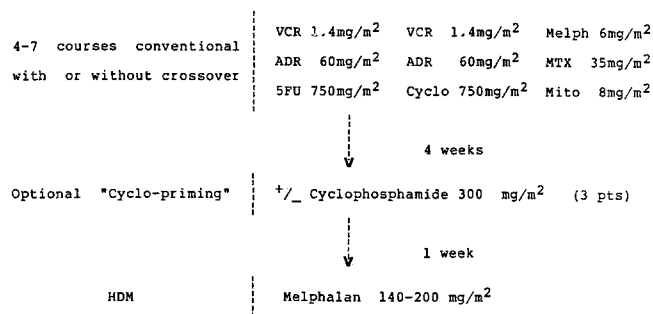 VCR 1.4mg/m² VCR 1.4mg/m² Melph 6mg/m²
4-7 courses conventional
ADR 60mg/m² ADR 60mg/m² MTX 35mg/m²
with or without crossover
5FU 750mg/m² Cyclo 750mg/m² Mito 8mg/m²
4 weeks
Optional "Cyclo-priming" +/_ Cyclophosphamide 300 mg/m² (3 pts)
1 week
HDM Melphalan 140-200 mg/m²